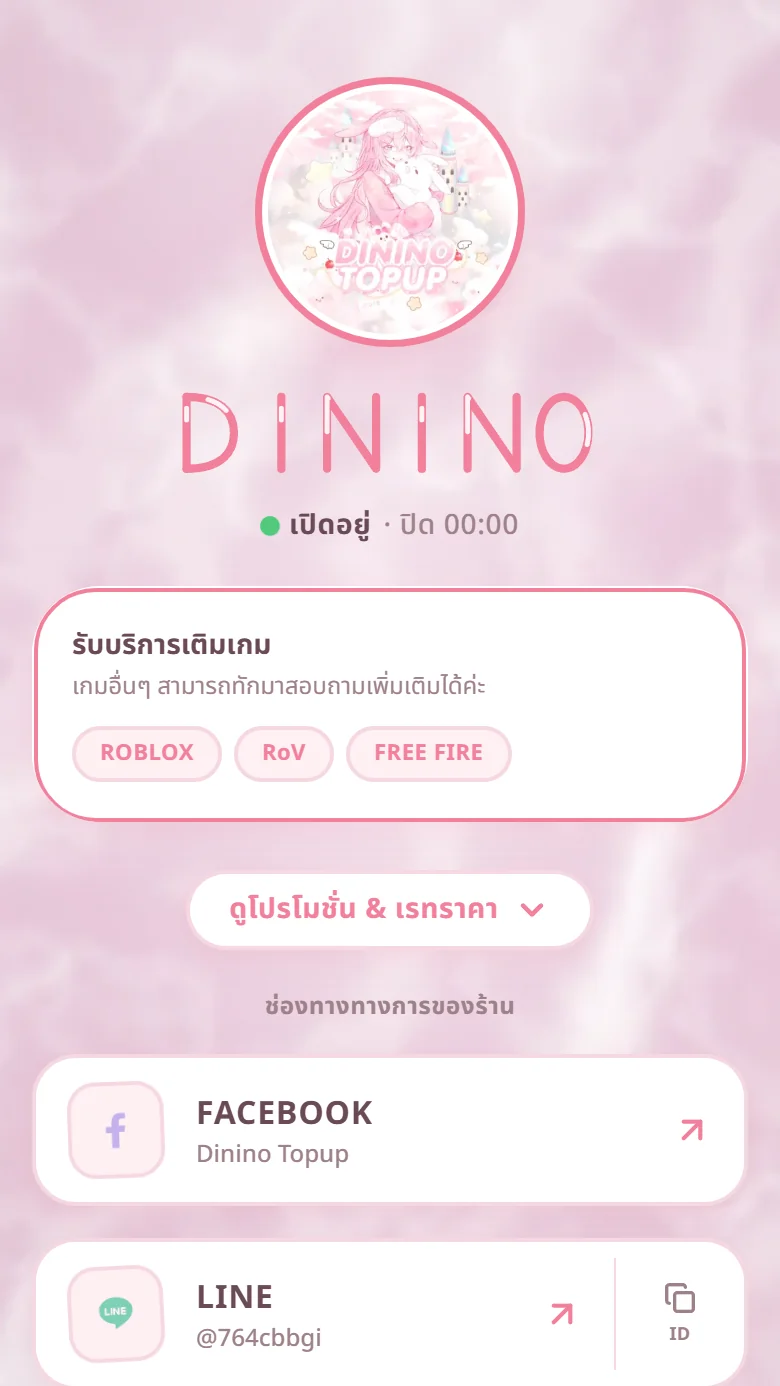 DININO
TOPUP
DININO
เปิดอยู่ · ปิด 00:00
รับบริการเติมเกม
เกมอื่นๆ สามารถทักมาสอบถามเพิ่มเติมได้ค่ะ
ROBLOX RoV FREE FIRE
ดูโปรโมชั่น & เรทราคา
ช่องทางทางการของร้าน
FACEBOOK
Dinino Topup
LINE
LINE
@764cbbgi
ID